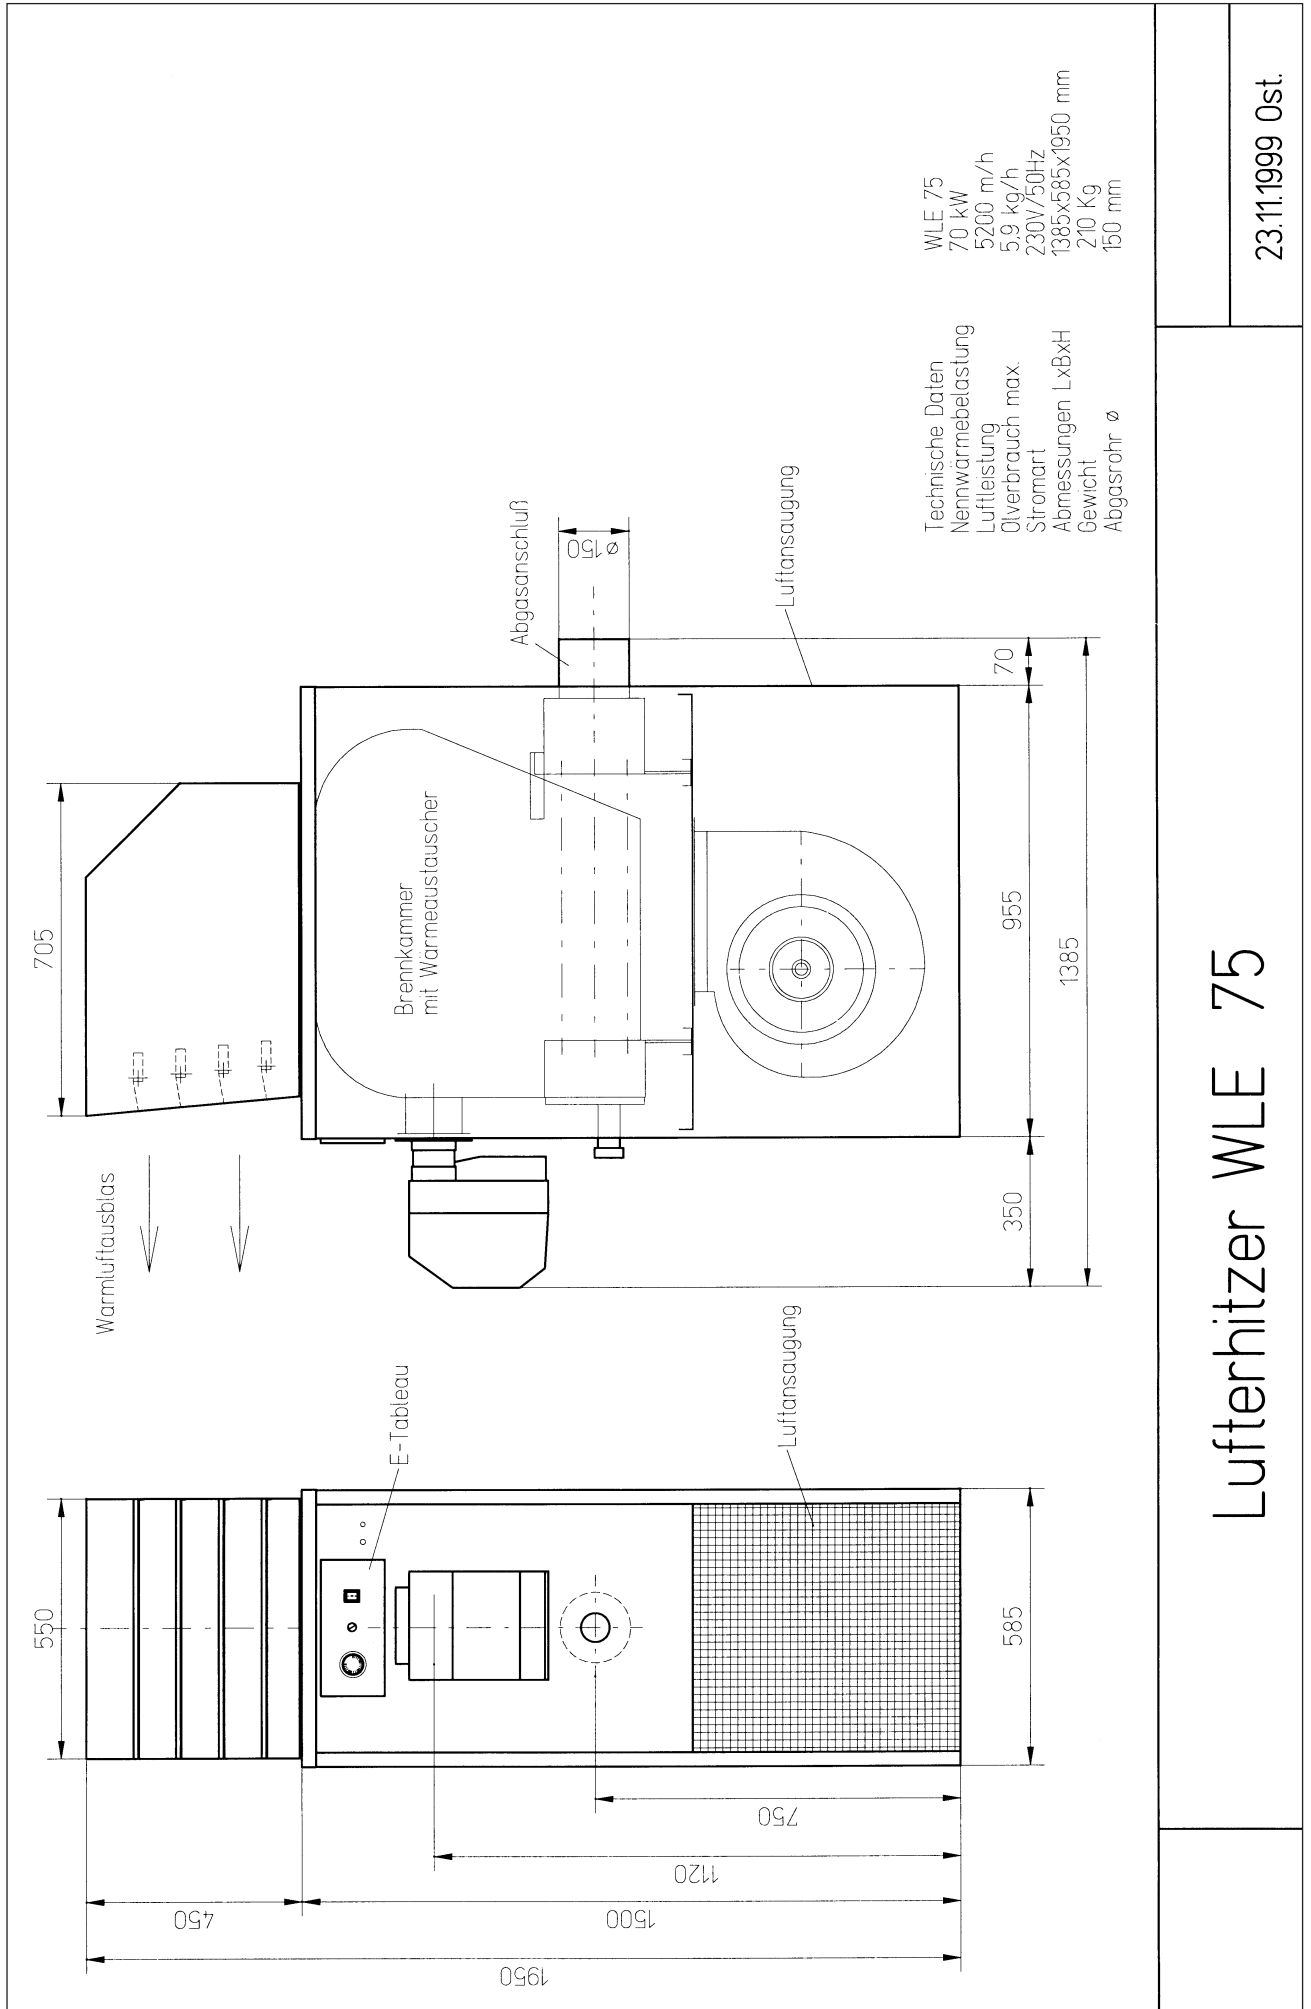 550
705
Warmluftausblas
E-Tableau
Luftansaugung
585
450
1500
1950
1120
750
Brennkammer
mit Wärmeaustauscher
Abgasanschluß
ø150
Luftansaugung
350
955
70
1385
Technische Daten WLE 75
Nennwärmebelastung 70 kW
Luftleistung 5200 m/h
Ölverbrauch max. 5,9 kg/h
Stromart 230V/50Hz
Abmessungen LxBxH 1385x585x1950 mm
Gewicht 210 Kg
Abgasrohr ø 150 mm
Lufterhitzer WLE 75
23.11.1999 Ost.